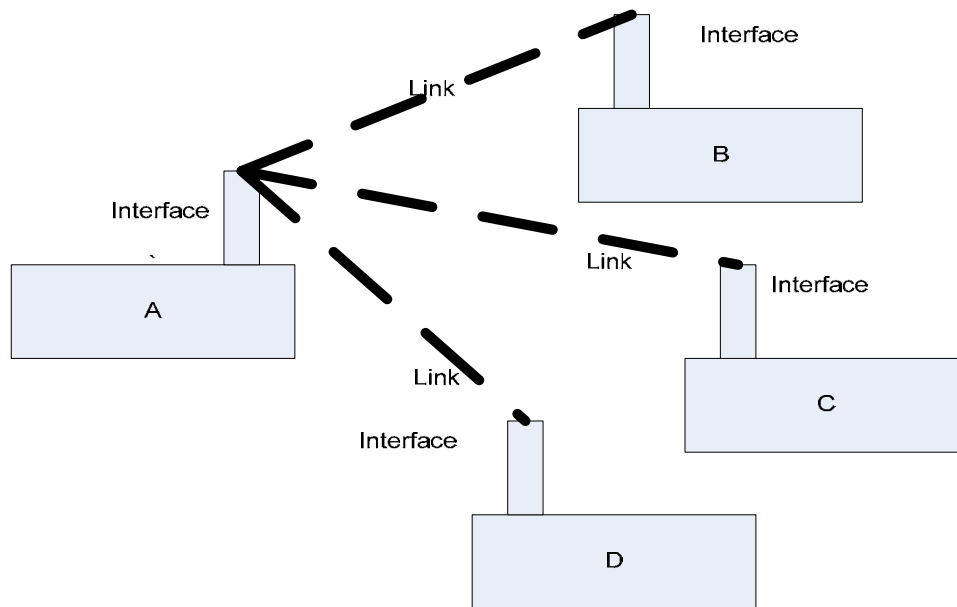 Interface
Link
B
Interface
`
A
Link
Interface
C
Link
Interface
D